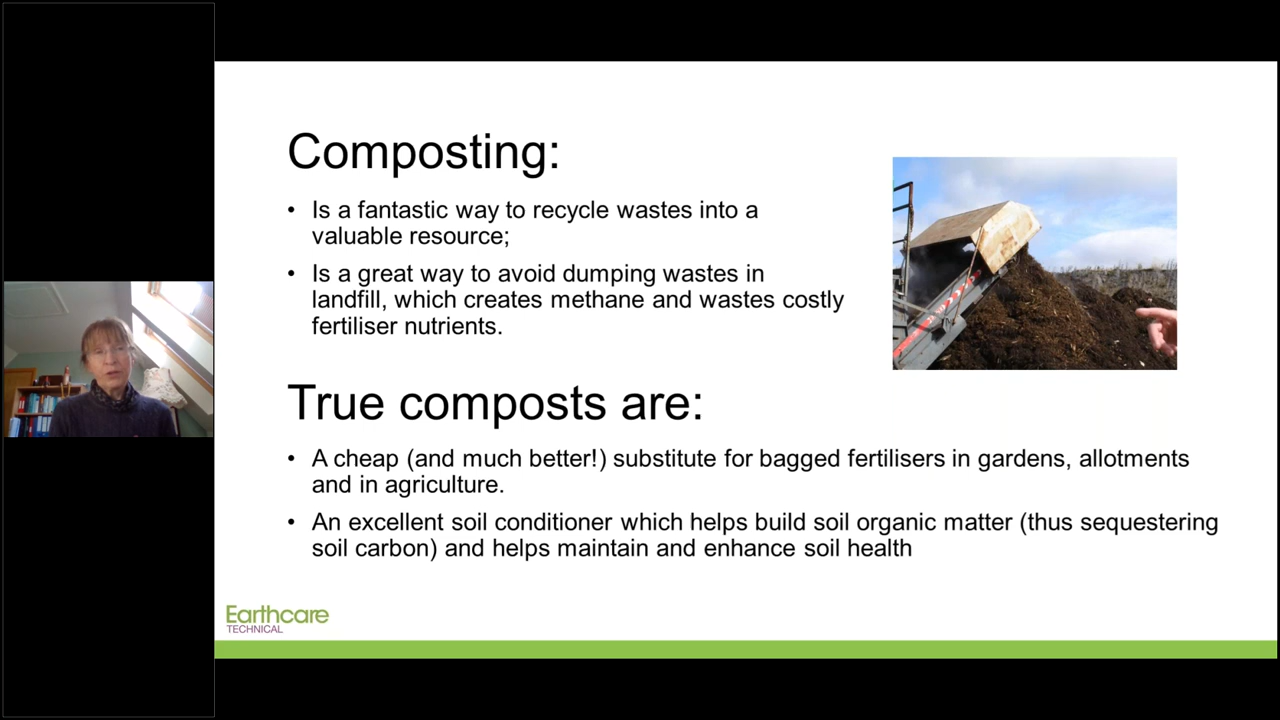 Composting:
• Is a fantastic way to recycle wastes into a
valuable resource;
• Is a great way to avoid dumping wastes in
landfill, which creates methane and wastes costly
fertiliser nutrients.
True composts are:
• A cheap (and much better!) substitute for bagged fertilisers in gardens, allotments
and in agriculture.
• An excellent soil conditioner which helps build soil organic matter (thus sequestering
soil carbon) and helps maintain and enhance soil health
Earthcare
TECHNICAL